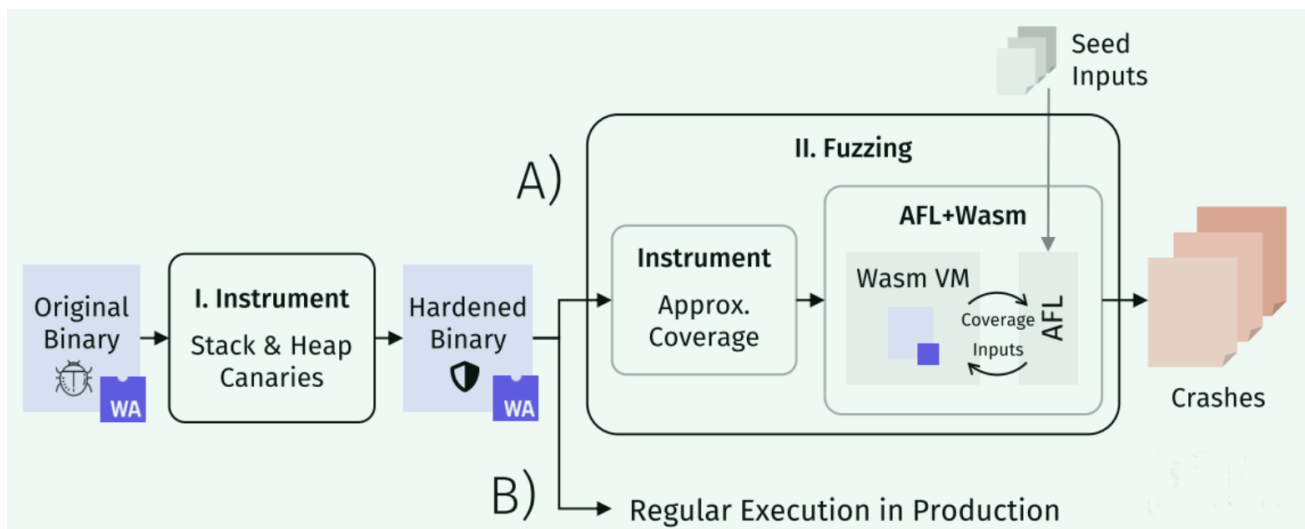 Seed
Inputs
II. Fuzzing
A)
AFL+Wasm
Instrument
Approx.
Coverage
Wasm VM
Coverage
Inputs
AFL
I. Instrument
Stack & Heap
Canaries
Original
Binary
WA
Hardened
Binary
WA
Crashes
B)
Regular Execution in Production